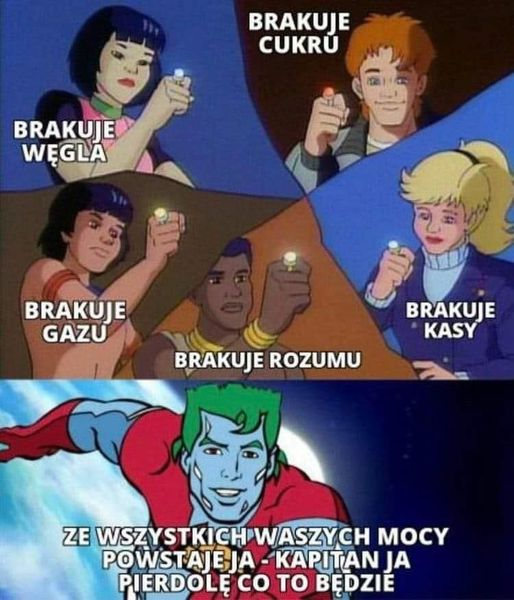 BRAKUJE
CUKRU
BRAKUJE
WĘGLA
BRAKUJE
GAZU
BRAKUJE
KASY
BRAKUJE ROZUMU
ZE WSZYSTKICH WASZYCH MOCY
POWSTAJE JA - KAPITAN JA
PIERDOLĘ CO TO BĘDZIE